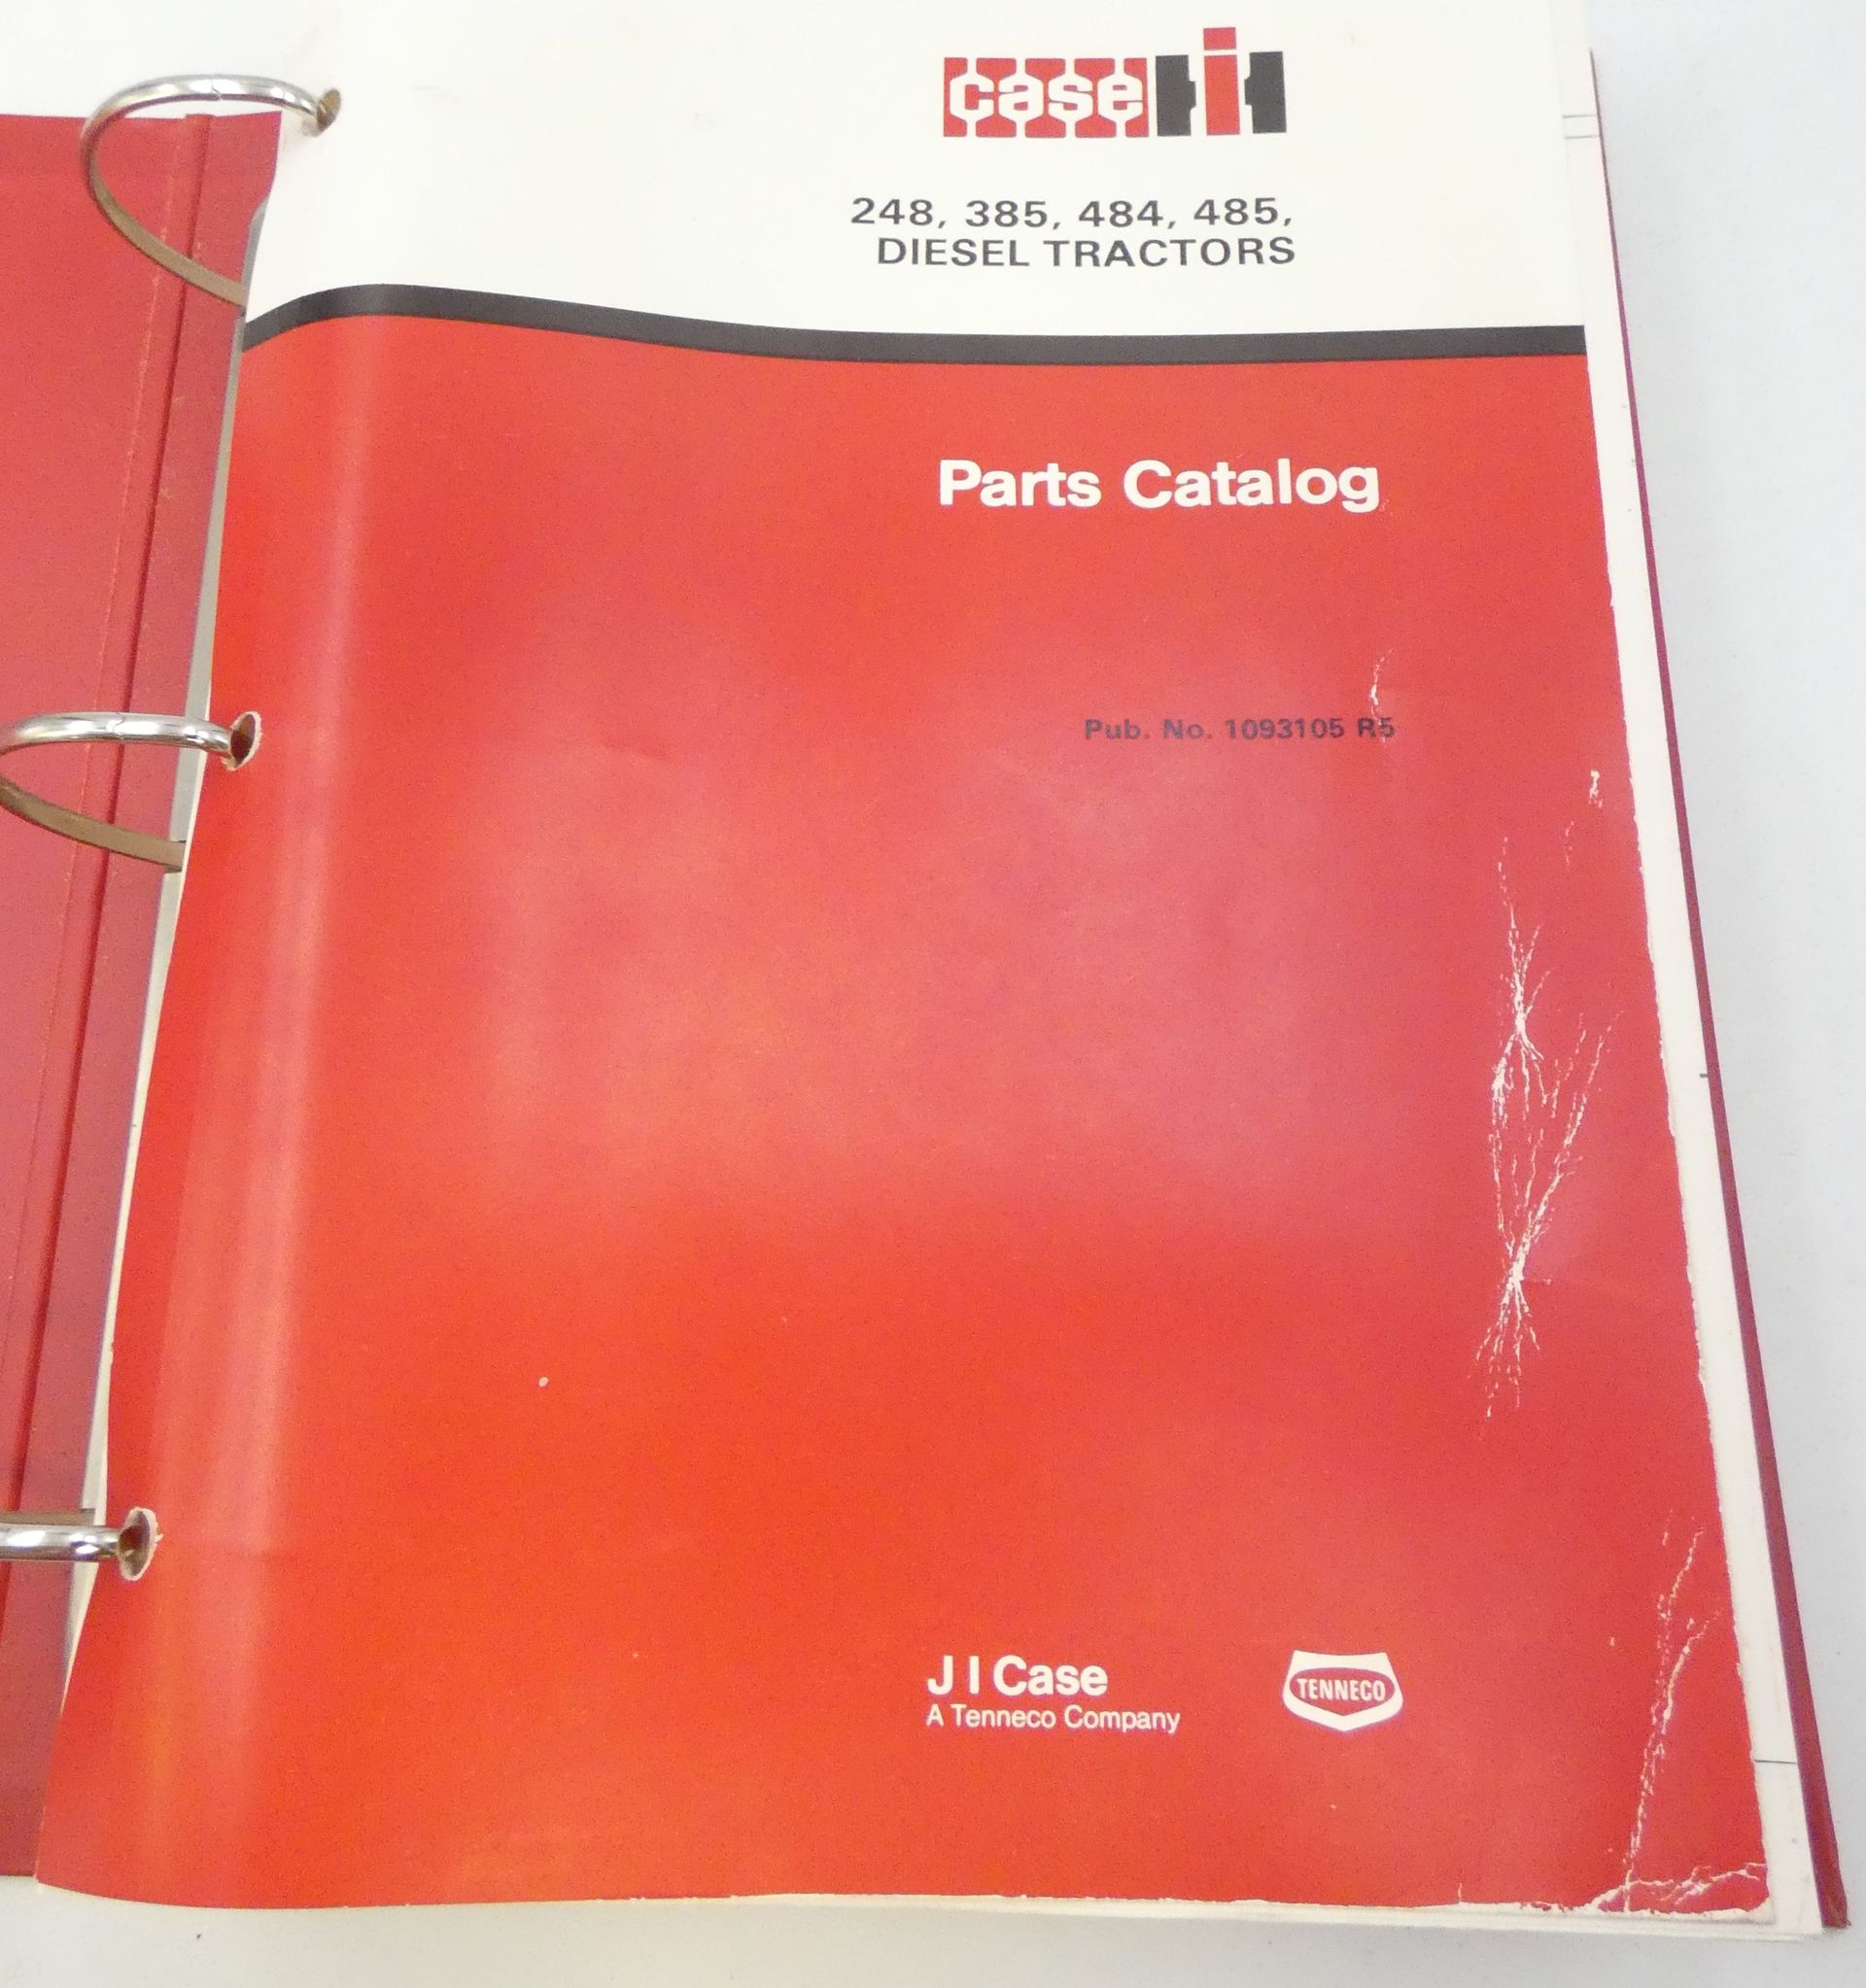 case IH
248, 385, 484, 485,
DIESEL TRACTORS
Parts Catalog
Pub. No. 1093105 R5
J I Case
A Tenneco Company
TENNECO